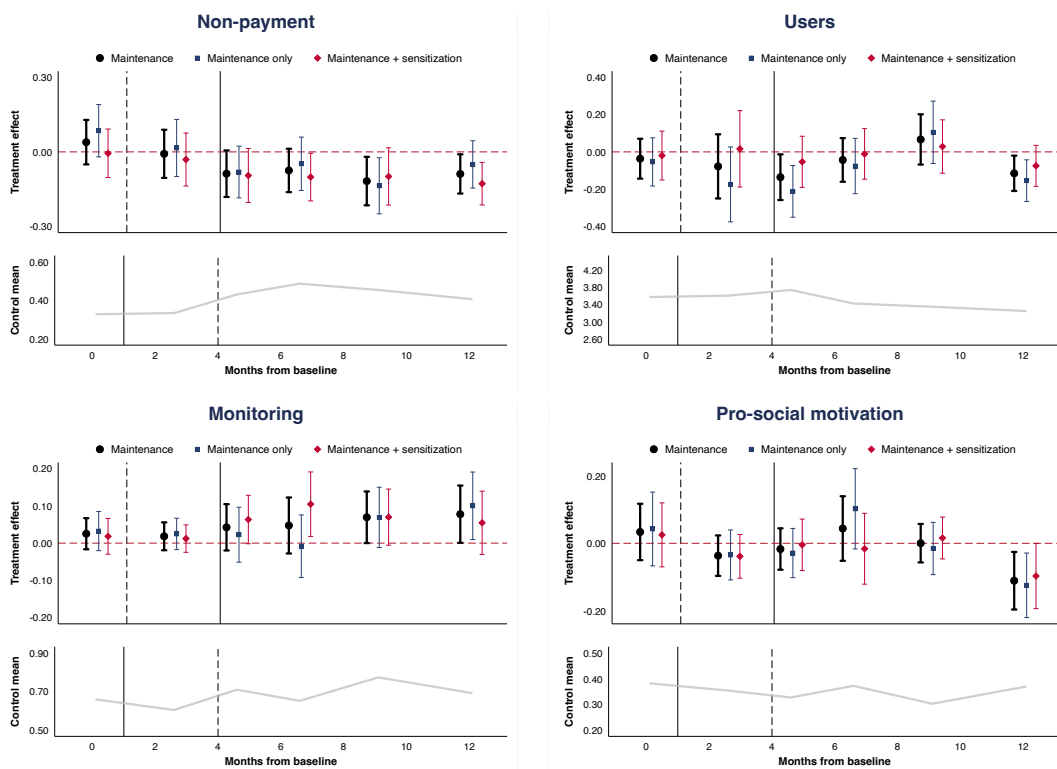 Non-payment
Maintenance Maintenance only Maintenance + sensitization
Treatment effect
0.30
0.00
-0.30
Control mean
0.60
0.40
0.20
0 2 4 6 8 10 12
Months from baseline
Users
Maintenance Maintenance only Maintenance + sensitization
Treatment effect
0.40
0.20
0.00
-0.20
-0.40
Control mean
4.20
3.80
3.40
3.00
2.60
0 2 4 6 8 10 12
Months from baseline
Monitoring
Maintenance Maintenance only Maintenance + sensitization
Treatment effect
0.20
0.10
0.00
-0.10
-0.20
Control mean
0.90
0.70
0.50
0 2 4 6 8 10 12
Months from baseline
Pro-social motivation
Maintenance Maintenance only Maintenance + sensitization
Treatment effect
0.20
0.00
-0.20
Control mean
0.50
0.40
0.30
0.20
0 2 4 6 8 10 12
Months from baseline